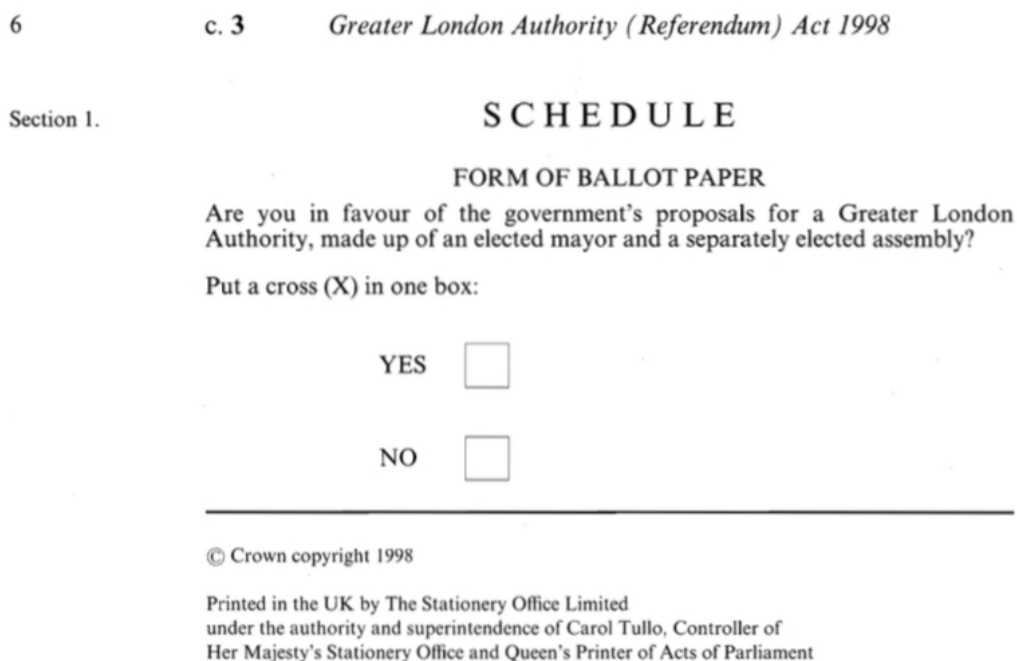 6 c. 3 Greater London Authority (Referendum) Act 1998
Section 1. SCHEDULE
FORM OF BALLOT PAPER
Are you in favour of the government's proposals for a Greater London
Authority, made up of an elected mayor and a separately elected assembly?
Put a cross (X) in one box:
YES
NO
© Crown copyright 1998
Printed in the UK by The Stationery Office Limited
under the authority and superintendence of Carol Tullo, Controller of
Her Majesty's Stationery Office and Queen's Printer of Acts of Parliament